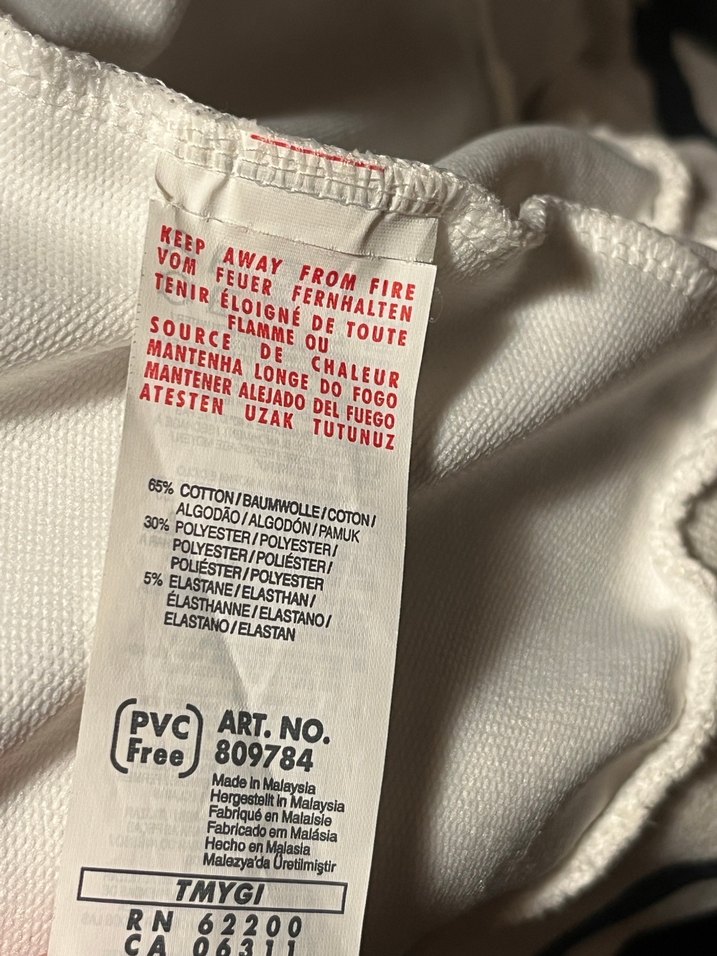 KEEP AWAY FROM FIRE
VOM FEUER FERNHALTEN
TENIR ÉLOIGNÉ DE TOUTE
FLAMME OU
SOURCE DE CHALEUR
MANTENHA LONGE DO FOGO
MANTENER ALEJADO DEL FUEGO
ATESTEN UZAK TUTUNUZ
65% COTTON / BAUMWOLLE / COTON /
ALGODÃO / ALGODÓN / PAMUK
30% POLYESTER / POLYESTER /
POLYESTER / POLIÉSTER /
POLIÉSTER / POLYESTER
5% ELASTANE / ELASTHAN /
ÉLASTHANNE / ELASTANO /
ELASTANO / ELASTAN
PVC Free
ART. NO.
809784
Made in Malaysia
Hergestellt in Malaysia
Fabriqué en Malaisie
Fabricado em Malásia
Hecho en Malasia
Malezya'da Üretilmiştir
TMYGI
RN 62200
CA 06311